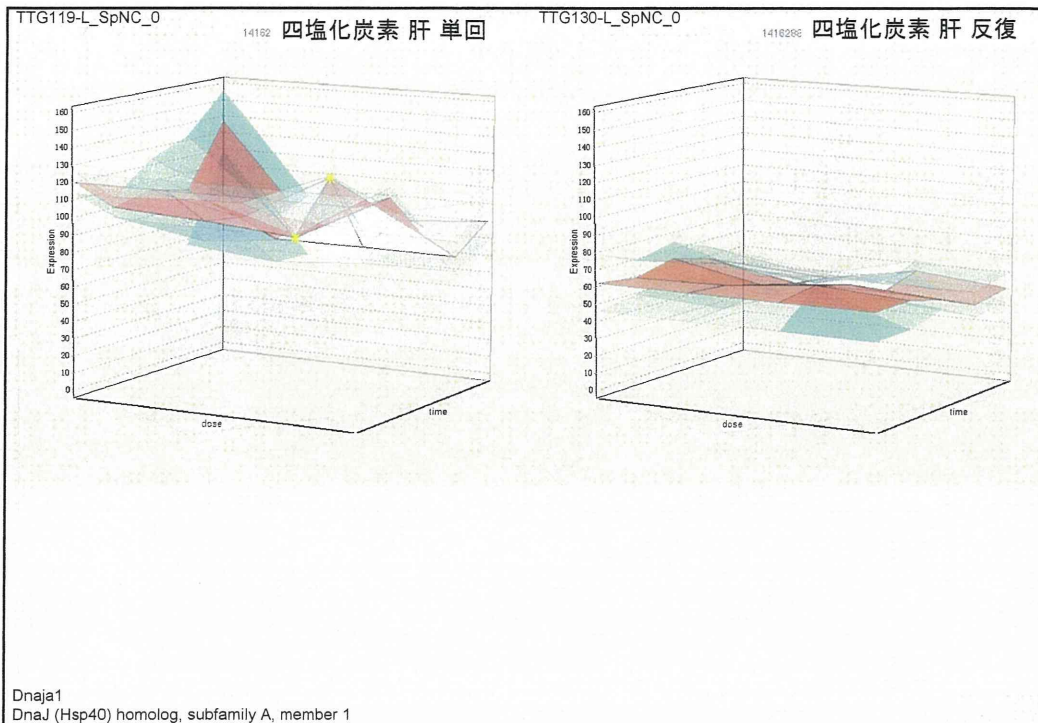 TTG119-L_SpNC_0
14162 四塩化炭素 肝 単回
160
150
140
130
120
110
100
90
80
70
60
50
40
30
20
10
0
Expression
dose
time
TTG130-L_SpNC_0
1416288 四塩化炭素 肝 反復
160
150
140
130
120
110
100
90
80
70
60
50
40
30
20
10
0
Expression
dose
time
Dnaja1
DnaJ (Hsp40) homolog, subfamily A, member 1